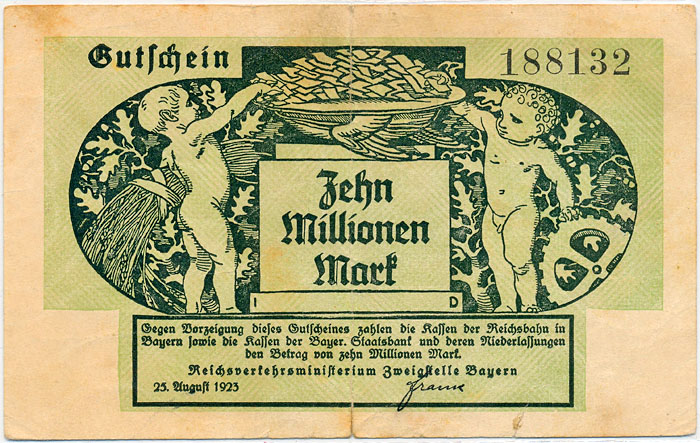 Gutschein
188132
Zehn
Millionen
Mark
I D
Gegen Vorzeigung dieses Gutscheines zahlen die Kassen der Reichsbahn in
Bayern sowie die Kassen der Bayer. Staatsbank und deren Niederlassungen
den Betrag von zehn Millionen Mark.
Reichsverkehrsministerium Zweigstelle Bayern
25. August 1923